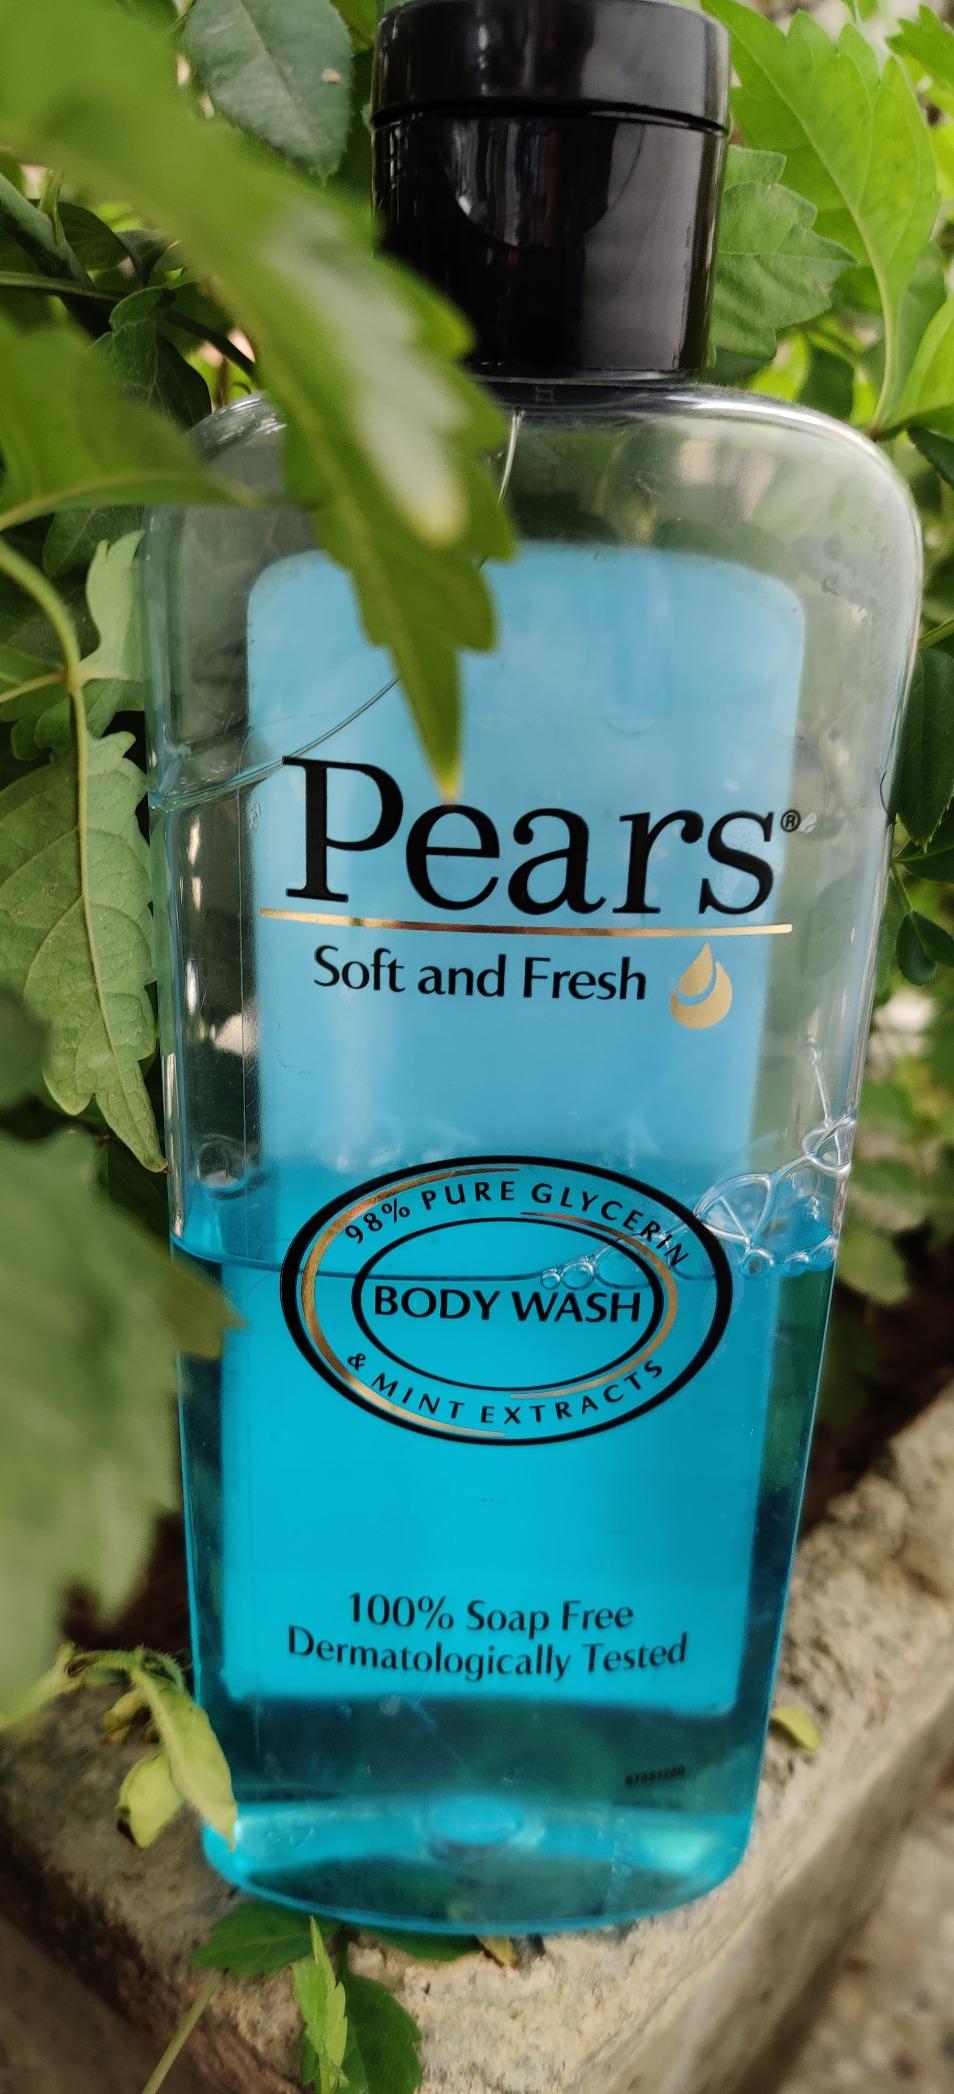 Pears®
Soft and Fresh
98% PURE GLYCERIN
BODY WASH
& MINT EXTRACTS
100% Soap Free
Dermatologically Tested